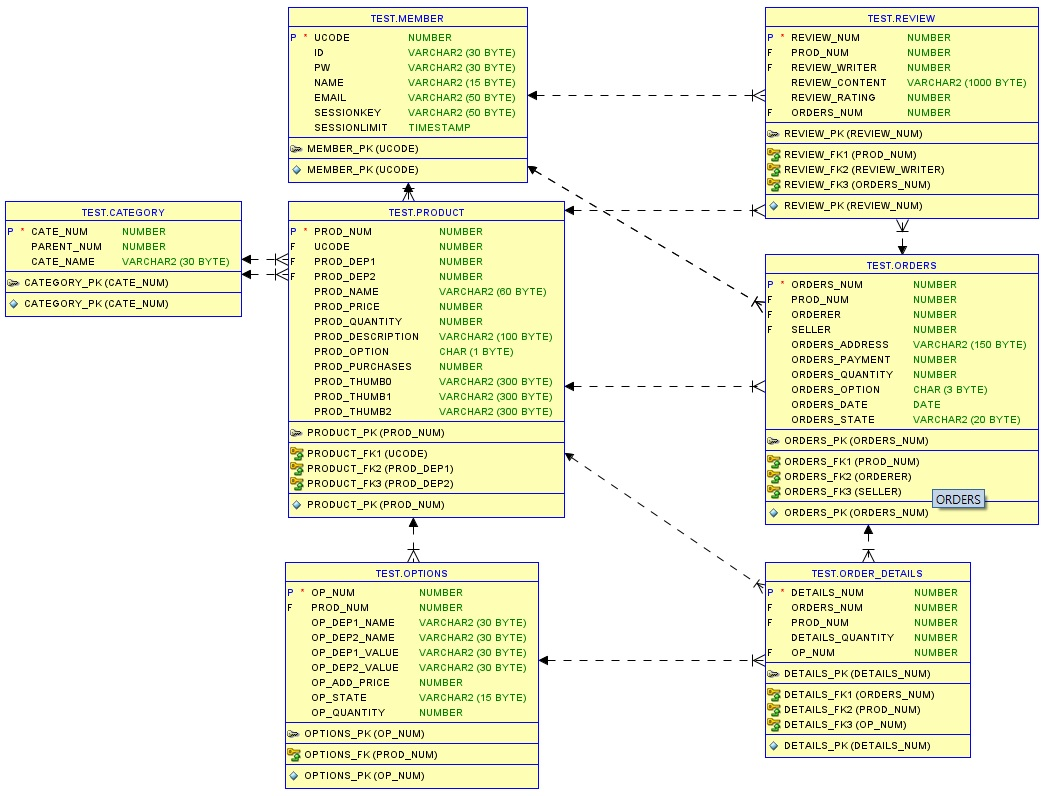 TEST.MEMBER
P * UCODE NUMBER
ID VARCHAR2 (30 BYTE)
PW VARCHAR2 (30 BYTE)
NAME VARCHAR2 (15 BYTE)
EMAIL VARCHAR2 (50 BYTE)
SESSIONKEY VARCHAR2 (50 BYTE)
SESSIONLIMIT TIMESTAMP
MEMBER_PK (UCODE)
MEMBER_PK (UCODE)
TEST.REVIEW
P * REVIEW_NUM NUMBER
F PROD_NUM NUMBER
F REVIEW_WRITER NUMBER
REVIEW_CONTENT VARCHAR2 (1000 BYTE)
REVIEW_RATING NUMBER
F ORDERS_NUM NUMBER
REVIEW_PK (REVIEW_NUM)
REVIEW_FK1 (PROD_NUM)
REVIEW_FK2 (REVIEW_WRITER)
REVIEW_FK3 (ORDERS_NUM)
REVIEW_PK (REVIEW_NUM)
TEST.CATEGORY
P * CATE_NUM NUMBER
PARENT_NUM NUMBER
CATE_NAME VARCHAR2 (30 BYTE)
CATEGORY_PK (CATE_NUM)
CATEGORY_PK (CATE_NUM)
TEST.PRODUCT
P * PROD_NUM NUMBER
F UCODE NUMBER
F PROD_DEP1 NUMBER
F PROD_DEP2 NUMBER
PROD_NAME VARCHAR2 (60 BYTE)
PROD_PRICE NUMBER
PROD_QUANTITY NUMBER
PROD_DESCRIPTION VARCHAR2 (100 BYTE)
PROD_OPTION CHAR (1 BYTE)
PROD_PURCHASES NUMBER
PROD_THUMB0 VARCHAR2 (300 BYTE)
PROD_THUMB1 VARCHAR2 (300 BYTE)
PROD_THUMB2 VARCHAR2 (300 BYTE)
PRODUCT_PK (PROD_NUM)
PRODUCT_FK1 (UCODE)
PRODUCT_FK2 (PROD_DEP1)
PRODUCT_FK3 (PROD_DEP2)
PRODUCT_PK (PROD_NUM)
TEST.ORDERS
P * ORDERS_NUM NUMBER
F PROD_NUM NUMBER
F ORDERER NUMBER
F SELLER NUMBER
ORDERS_ADDRESS VARCHAR2 (150 BYTE)
ORDERS_PAYMENT NUMBER
ORDERS_QUANTITY NUMBER
ORDERS_OPTION CHAR (3 BYTE)
ORDERS_DATE DATE
ORDERS_STATE VARCHAR2 (20 BYTE)
ORDERS_PK (ORDERS_NUM)
ORDERS_FK1 (PROD_NUM)
ORDERS_FK2 (ORDERER)
ORDERS_FK3 (SELLER)
ORDERS
ORDERS_PK (ORDERS_NUM)
TEST.OPTIONS
P * OP_NUM NUMBER
F PROD_NUM NUMBER
OP_DEP1_NAME VARCHAR2 (30 BYTE)
OP_DEP2_NAME VARCHAR2 (30 BYTE)
OP_DEP1_VALUE VARCHAR2 (30 BYTE)
OP_DEP2_VALUE VARCHAR2 (30 BYTE)
OP_ADD_PRICE NUMBER
OP_STATE VARCHAR2 (15 BYTE)
OP_QUANTITY NUMBER
OPTIONS_PK (OP_NUM)
OPTIONS_FK (PROD_NUM)
OPTIONS_PK (OP_NUM)
TEST.ORDER_DETAILS
P * DETAILS_NUM NUMBER
F ORDERS_NUM NUMBER
F PROD_NUM NUMBER
DETAILS_QUANTITY NUMBER
F OP_NUM NUMBER
DETAILS_PK (DETAILS_NUM)
DETAILS_FK1 (ORDERS_NUM)
DETAILS_FK2 (PROD_NUM)
DETAILS_FK3 (OP_NUM)
DETAILS_PK (DETAILS_NUM)